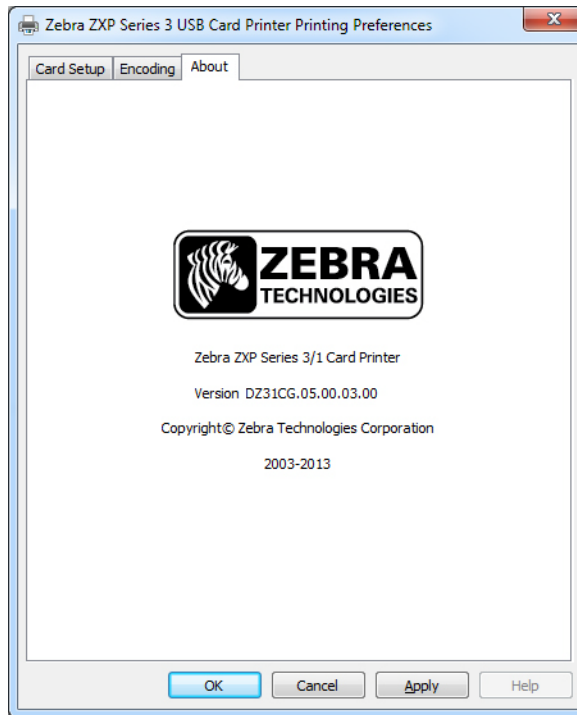 Zebra ZXP Series 3 USB Card Printer Printing Preferences
x
Card Setup Encoding About
ZEBRA
TECHNOLOGIES
Zebra ZXP Series 3/1 Card Printer
Version DZ31CG.05.00.03.00
Copyright© Zebra Technologies Corporation
2003-2013
OK Cancel Apply Help